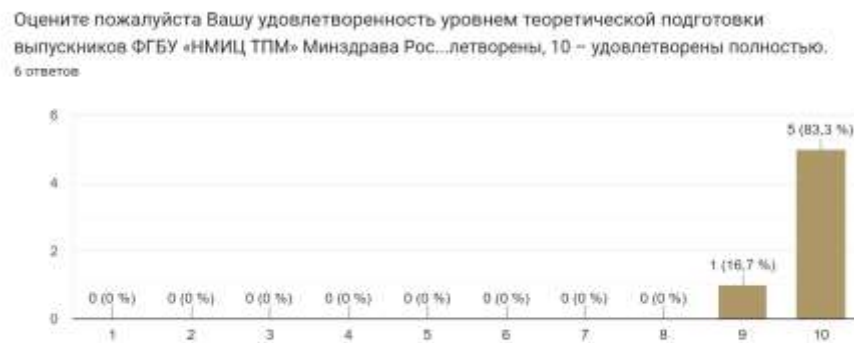 Оцените пожалуйста Вашу удовлетворенность уровнем теоретической подготовки
выпускников ФГБУ «НМИЦ ТПМ» Минздрава Рос...летворены, 10 – удовлетворены полностью.
6 ответов
6
5 (83,3 %)
4
2
1 (16,7 %)
0 (0 %) 0 (0 %) 0 (0 %) 0 (0 %) 0 (0 %) 0 (0 %) 0 (0 %) 0 (0 %)
0
1 2 3 4 5 6 7 8 9 10